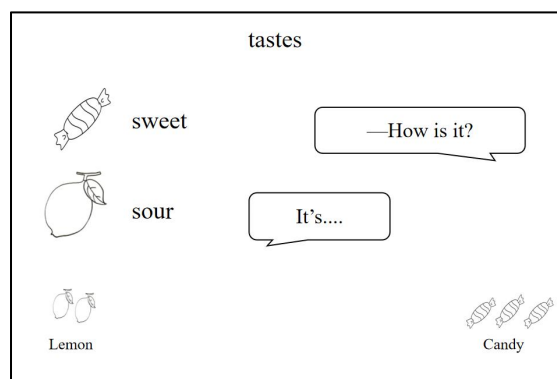 tastes
sweet
—How is it?
sour
It's....
Lemon
Candy